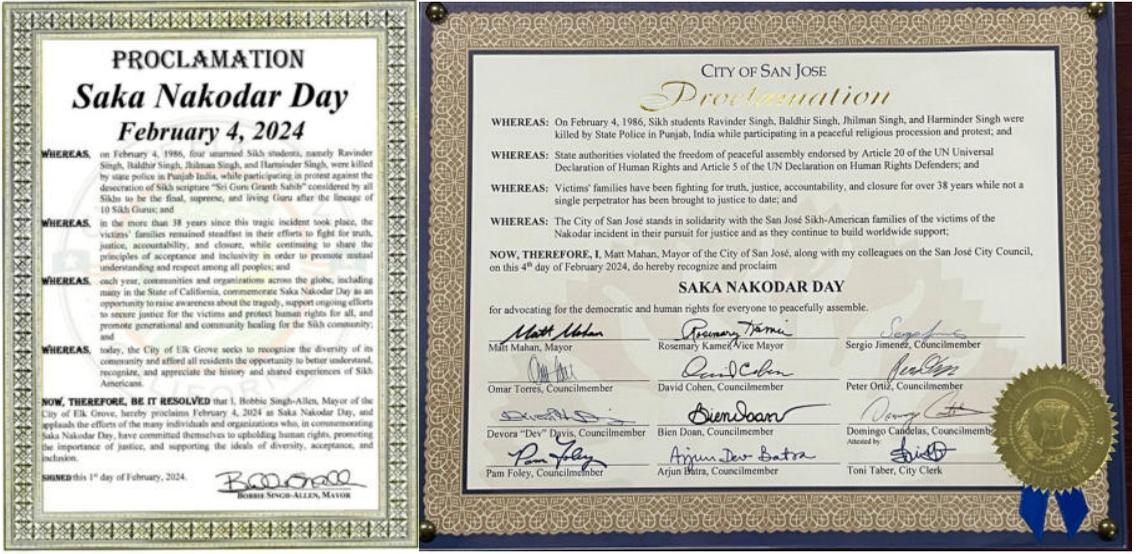 PROCLAMATION
Saka Nakodar Day
February 4, 2024
WHEREAS, on February 4, 1986, four unarmed Sikh students, namely Ravinder
Singh, Baldhir Singh, Jhilman Singh, and Harminder Singh, were killed
by state police in Punjab India, while participating in protest against the
desecration of Sikh scripture "Sri Guru Granth Sahib" considered by all
Sikhs to be the final, supreme, and living Guru after the lineage of
10 Sikh Gurus; and
WHEREAS, in the more than 38 years since this tragic incident took place, the
victims' families remained steadfast in their efforts to fight for truth,
justice, accountability, and closure, while continuing to share the
principles of acceptance and inclusivity in order to promote mutual
understanding and respect among all peoples; and
WHEREAS, each year, communities and organizations across the globe, including
many in the State of California, commemorate Saka Nakodar Day as an
opportunity to raise awareness about the tragedy, support ongoing efforts
to secure justice for the victims and protect human rights for all, and
promote generational and community healing for the Sikh community;
and
WHEREAS, today, the City of Elk Grove seeks to recognize the diversity of its
community and afford all residents the opportunity to better understand,
recognize, and appreciate the history and shared experiences of Sikh
Americans.
NOW, THEREFORE, BE IT RESOLVED that I, Bobbie Singh-Allen, Mayor of the
City of Elk Grove, hereby proclaims February 4, 2024 as Saka Nakodar Day, and
applauds the efforts of the many individuals and organizations who, in commemorating
Saka Nakodar Day, have committed themselves to upholding human rights, promoting
the importance of justice, and supporting the ideals of diversity, acceptance, and
inclusion.
SIGNED this 1st day of February, 2024.
BOBBIE SINGH-ALLEN, MAYOR
CITY OF SAN JOSE
Proclamation
WHEREAS: On February 4, 1986, Sikh students Ravinder Singh, Baldhir Singh, Jhilman Singh, and Harminder Singh were
killed by State Police in Punjab, India while participating in a peaceful religious procession and protest; and
WHEREAS: State authorities violated the freedom of peaceful assembly endorsed by Article 20 of the UN Universal
Declaration of Human Rights and Article 5 of the UN Declaration on Human Rights Defenders; and
WHEREAS: Victims' families have been fighting for truth, justice, accountability, and closure for over 38 years while not a
single perpetrator has been brought to justice to date; and
WHEREAS: The City of San José stands in solidarity with the San José Sikh-American families of the victims of the
Nakodar incident in their pursuit for justice and as they continue to build worldwide support;
NOW, THEREFORE, I, Matt Mahan, Mayor of the City of San José, along with my colleagues on the San José City Council,
on this 4th day of February 2024, do hereby recognize and proclaim
SAKA NAKODAR DAY
for advocating for the democratic and human rights for everyone to peacefully assemble.
Matt Mahan Rosemary Kamei
Matt Mahan, Mayor Rosemary Kamei, Vice Mayor Sergio Jimenez, Councilmember
David Cohen
Omar Torres, Councilmember David Cohen, Councilmember Peter Ortiz, Councilmember
Bien Doan
Devora "Dev" Davis, Councilmember Bien Doan, Councilmember Domingo Candelas, Councilmemb
Attested by:
Pam Foley Arjun Dev Batra
Pam Foley, Councilmember Arjun Batra, Councilmember Toni Taber, City Clerk